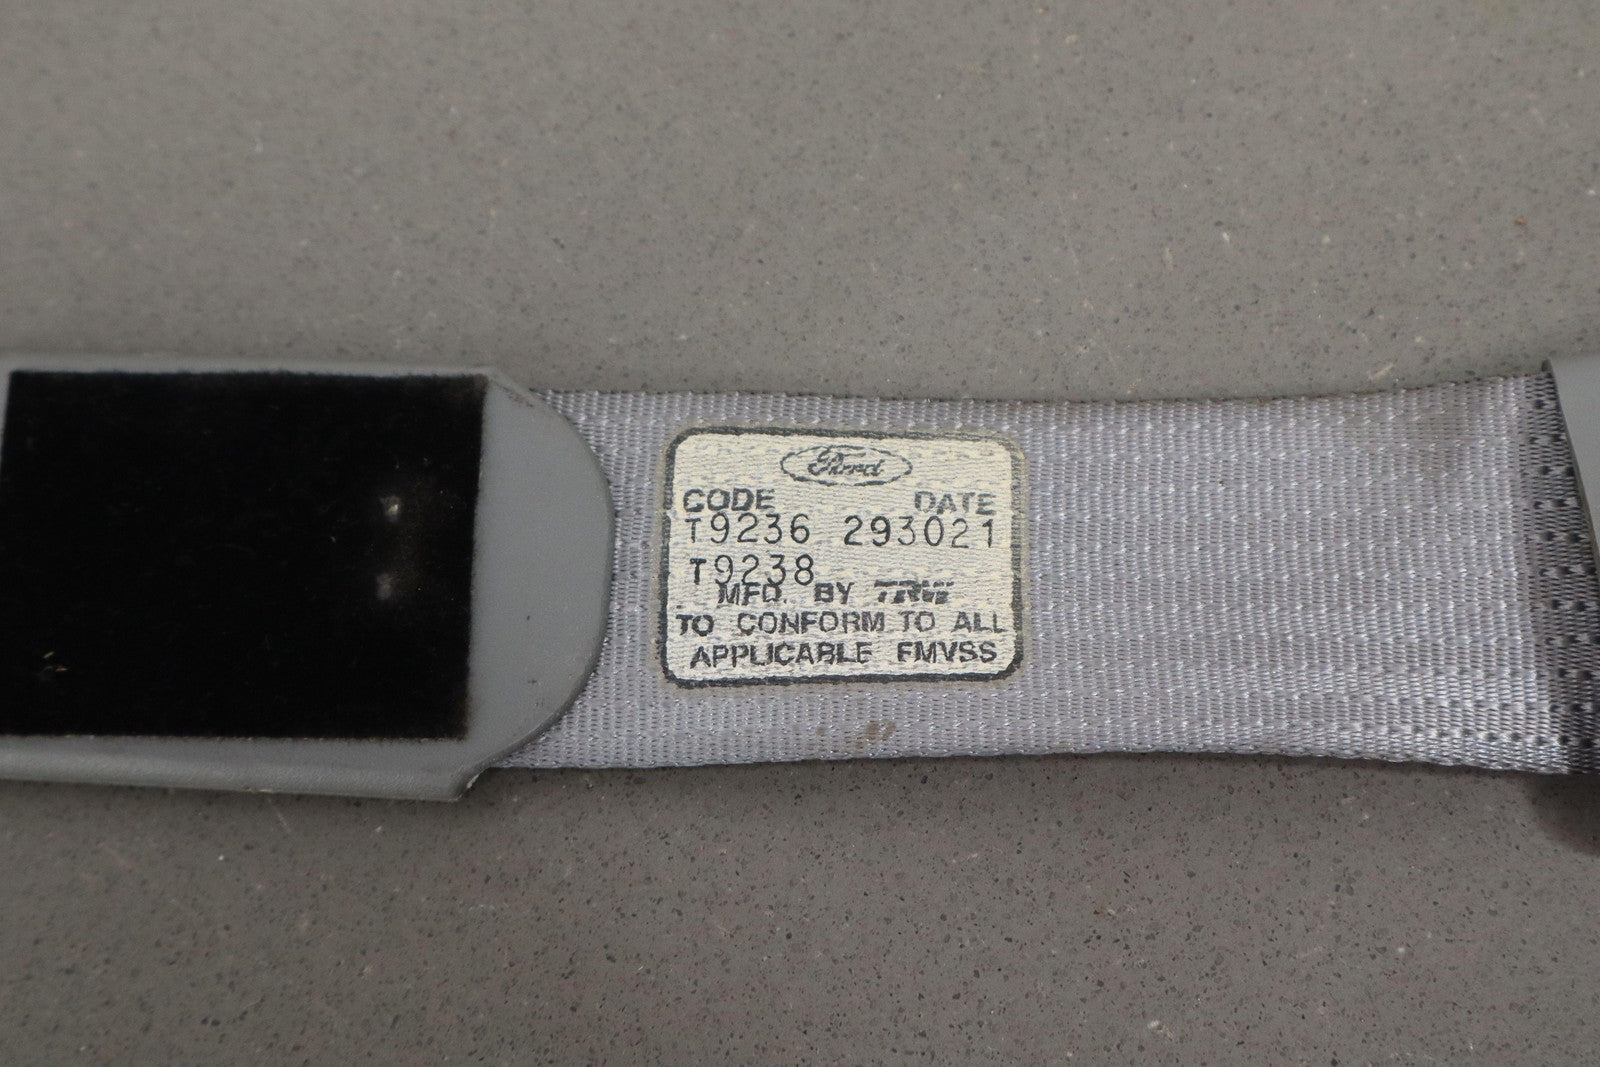 Ford
CODE DATE
T9236 293021
T9238
MFD. BY TRW
TO CONFORM TO ALL
APPLICABLE FMVSS